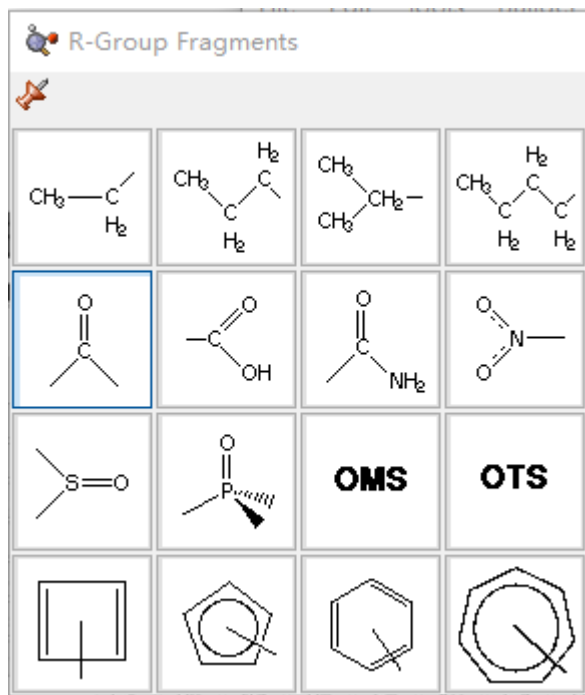 R-Group Fragments
CH₃ C H₂
CH₃ C H₂ C H₂
CH₃ CH₃ CH₂
CH₃ C H₂ C H₂ C H₂
O C
C O OH
O C NH₂
O N O
S O
O P
OMS
OTS